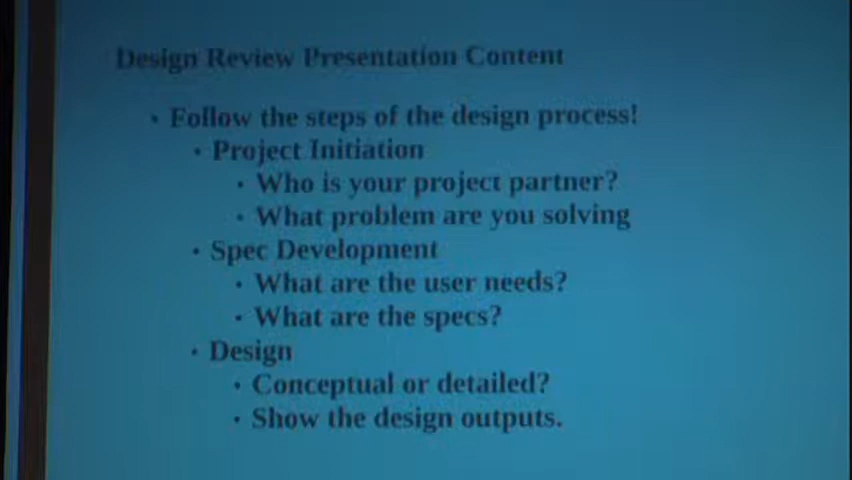 Design Review Presentation Content
• Follow the steps of the design process!
• Project Initiation
• Who is your project partner?
• What problem are you solving
• Spec Development
• What are the user needs?
• What are the specs?
• Design
• Conceptual or detailed?
• Show the design outputs.